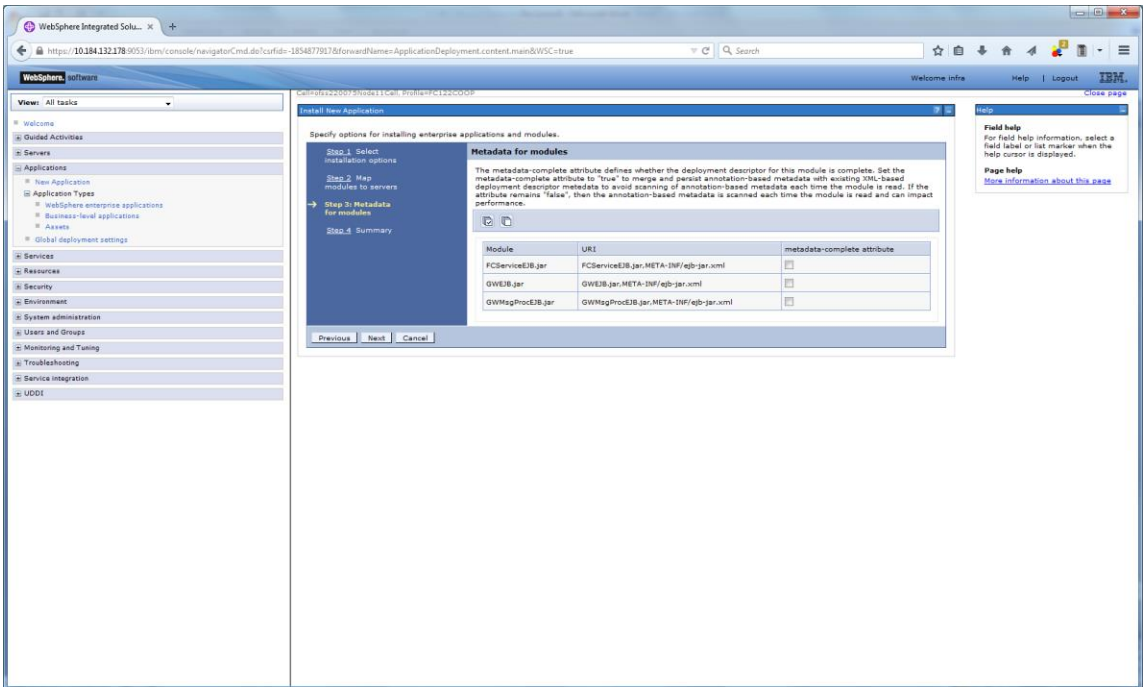 WebSphere Integrated Solu... × +
https://10.184.132.178:9053/ibm/console/navigatorCmd.do?csrfid=-1854877917&forwardName=ApplicationDeployment.content.main&WSC=true
Search
WebSphere. software
Welcome infra
Help | Logout
IBM.
View: All tasks
Cell=ofss220075Node11Cell, Profile=FC122COOP
Close page
Welcome
Guided Activities
Servers
Applications
New Application
Application Types
WebSphere enterprise applications
Business-level applications
Assets
Global deployment settings
Services
Resources
Security
Environment
System administration
Users and Groups
Monitoring and Tuning
Troubleshooting
Service integration
UDDI
Install New Application
Specify options for installing enterprise applications and modules.
Step 1 Select
installation options
Step 2 Map
modules to servers
Step 3: Metadata
for modules
Step 4 Summary
Metadata for modules
The metadata-complete attribute defines whether the deployment descriptor for this module is complete. Set the
metadata-complete attribute to "true" to merge and persist annotation-based metadata with existing XML-based
deployment descriptor metedata to avoid scanning of annotation-based metadata each time the module is read. If the
attribute remains "false", then the annotation-based metadata is scanned each time the module is read and can impact
performance.
Module URI metadata-complete attribute
FCServiceEJB.jar FCServiceEJB.jar,META-INF/ejb-jar.xml
GWEJB.jar GWEJB.jar,META-INF/ejb-jar.xml
GWMsgProcEJB.jar GWMsgProcEJB.jar,META-INF/ejb-jar.xml
Previous Next Cancel
Help
Field help
For field help information, select a
field label or list marker when the
help cursor is displayed.
Page help
More information about this page